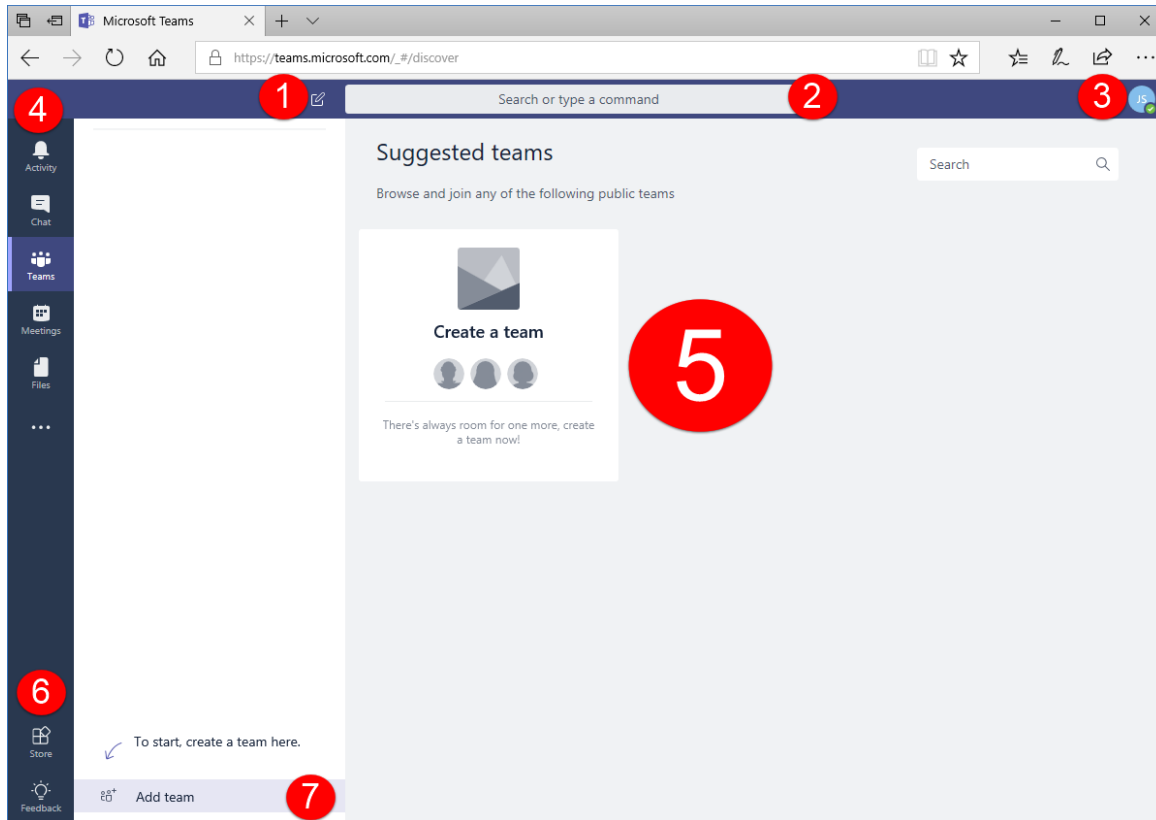 Microsoft Teams
https://teams.microsoft.com/_#/discover
1
Search or type a command
2
3
JS
4
Activity
Chat
Teams
Meetings
Files
Suggested teams
Search
Browse and join any of the following public teams
Create a team
There's always room for one more, create
a team now!
5
6
Store
Feedback
To start, create a team here.
Add team
7